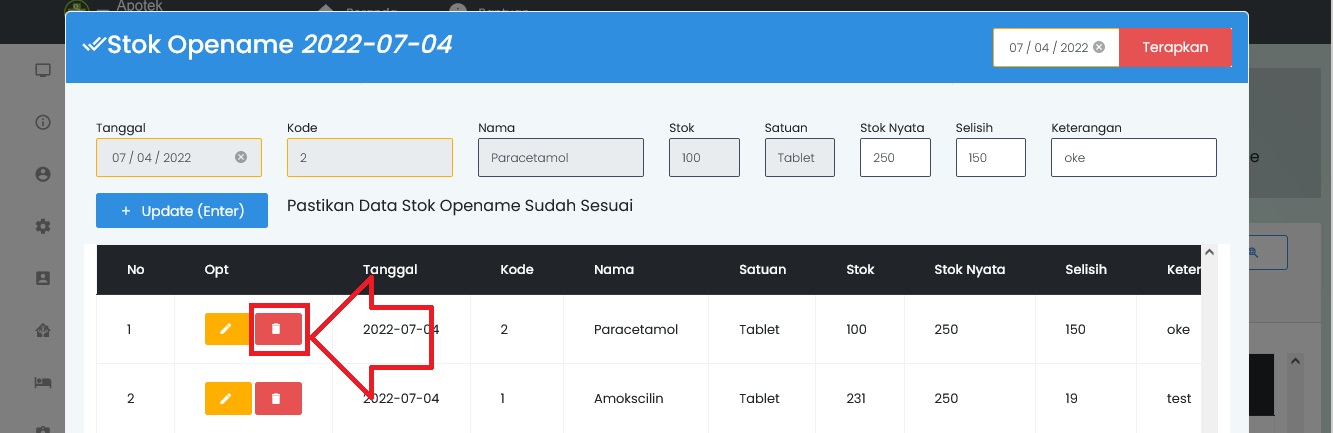 Apotek
Beranda Bantuan
Stok Opename 2022-07-04
07 / 04 / 2022 Terapkan
Tanggal Kode Nama Stok Satuan Stok Nyata Selisih Keterangan
07 / 04 / 2022 2 Paracetamol 100 Tablet 250 150 oke
+ Update (Enter) Pastikan Data Stok Opename Sudah Sesuai
No Opt Tanggal Kode Nama Satuan Stok Stok Nyata Selisih Keter
1 2022-07-04 2 Paracetamol Tablet 100 250 150 oke
2 2022-07-04 1 Amokscilin Tablet 231 250 19 test